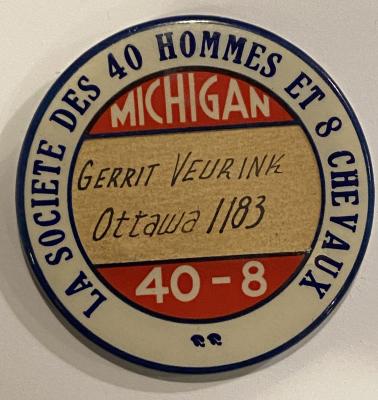 LA SOCIETE DES 40 HOMMES ET 8 CHEVAUX
MICHIGAN
GERRIT VEURINK
Ottawa 1183
40-8